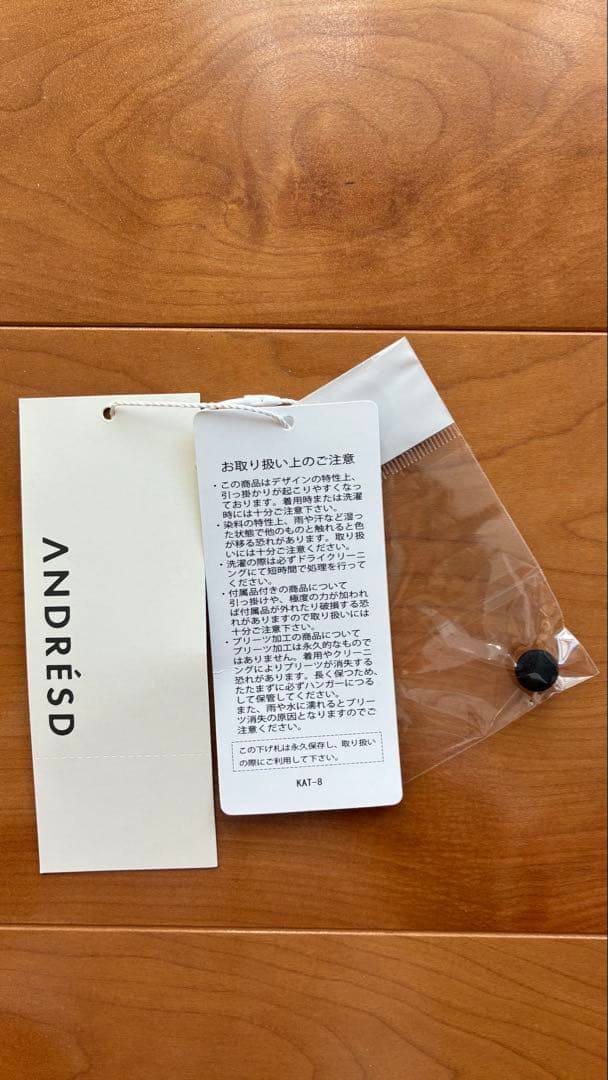 ANDRÉSD
お取り扱い上のご注意
・この商品はデザインの特性上、
引っ掛かりが起こりやすくなっ
ております。着用時または洗濯
時には十分ご注意下さい。
・染料の特性上、雨や汗など湿っ
た状態で他のものと触れると色
が移る恐れがあります。取り扱
いには十分ご注意ください。
・洗濯の際は必ずドライクリーニ
ングにて短時間で処理を行って
ください。
・付属品付きの商品について
引っ掛けや、極度の力が加われ
ば付属品が外れたり破損する恐
れがありますので取り扱いには
十分ご注意下さい。
・プリーツ加工の商品について
プリーツ加工は永久的なもので
はありません。着用やクリーニ
ングによりプリーツが消失する
恐れがあります。長く保つため、
たたまずに必ずハンガーにつる
して保管してください。
また、雨や水に濡れるとプリー
ツ消失の原因となりますのでご
注意ください。
この下げ札は永久保存し、取り扱い
の際にご利用して下さい。
KAT-8